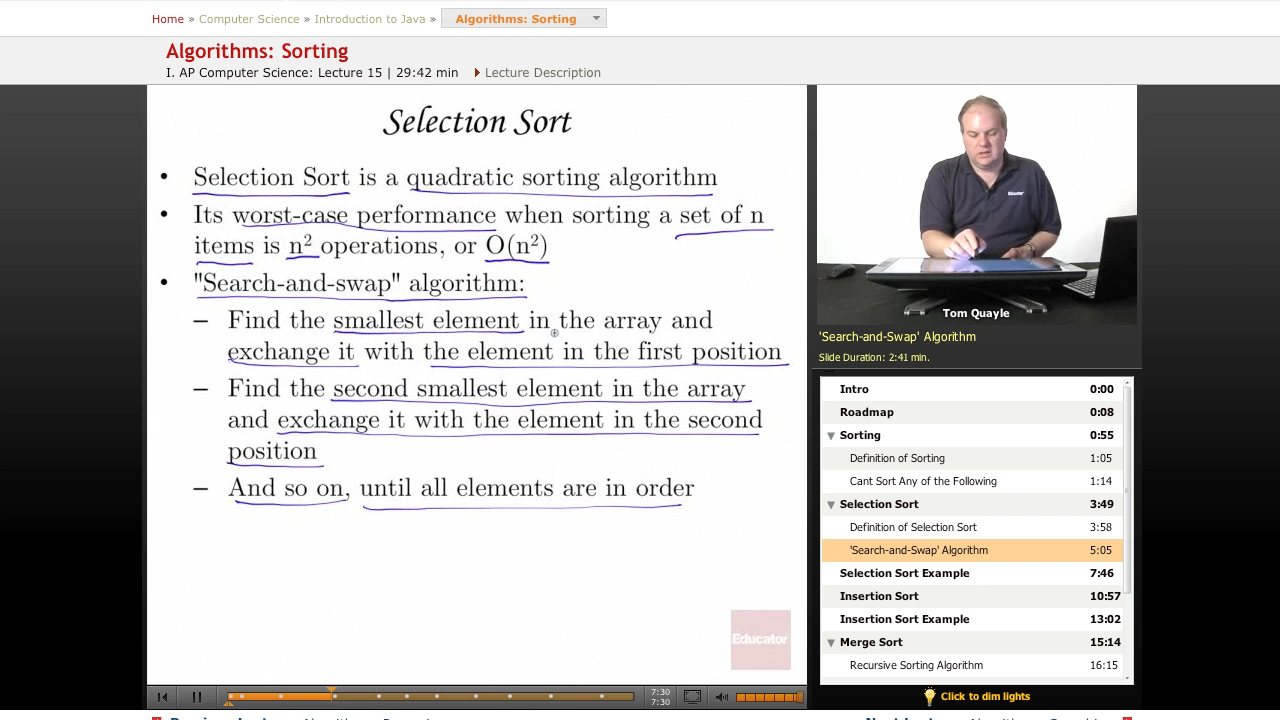 Home » Computer Science » Introduction to Java » Algorithms: Sorting
Algorithms: Sorting
I. AP Computer Science: Lecture 15 | 29:42 min Lecture Description
Selection Sort
• Selection Sort is a quadratic sorting algorithm
• Its worst-case performance when sorting a set of n
items is n² operations, or O(n²)
• "Search-and-swap" algorithm:
– Find the smallest element in the array and
exchange it with the element in the first position
– Find the second smallest element in the array
and exchange it with the element in the second
position
– And so on, until all elements are in order
Educator
7:30
7:30
Tom Quayle
'Search-and-Swap' Algorithm
Slide Duration: 2:41 min.
Intro 0:00
Roadmap 0:08
Sorting 0:55
Definition of Sorting 1:05
Cant Sort Any of the Following 1:14
Selection Sort 3:49
Definition of Selection Sort 3:58
'Search-and-Swap' Algorithm 5:05
Selection Sort Example 7:46
Insertion Sort 10:57
Insertion Sort Example 13:02
Merge Sort 15:14
Recursive Sorting Algorithm 16:15
Click to dim lights